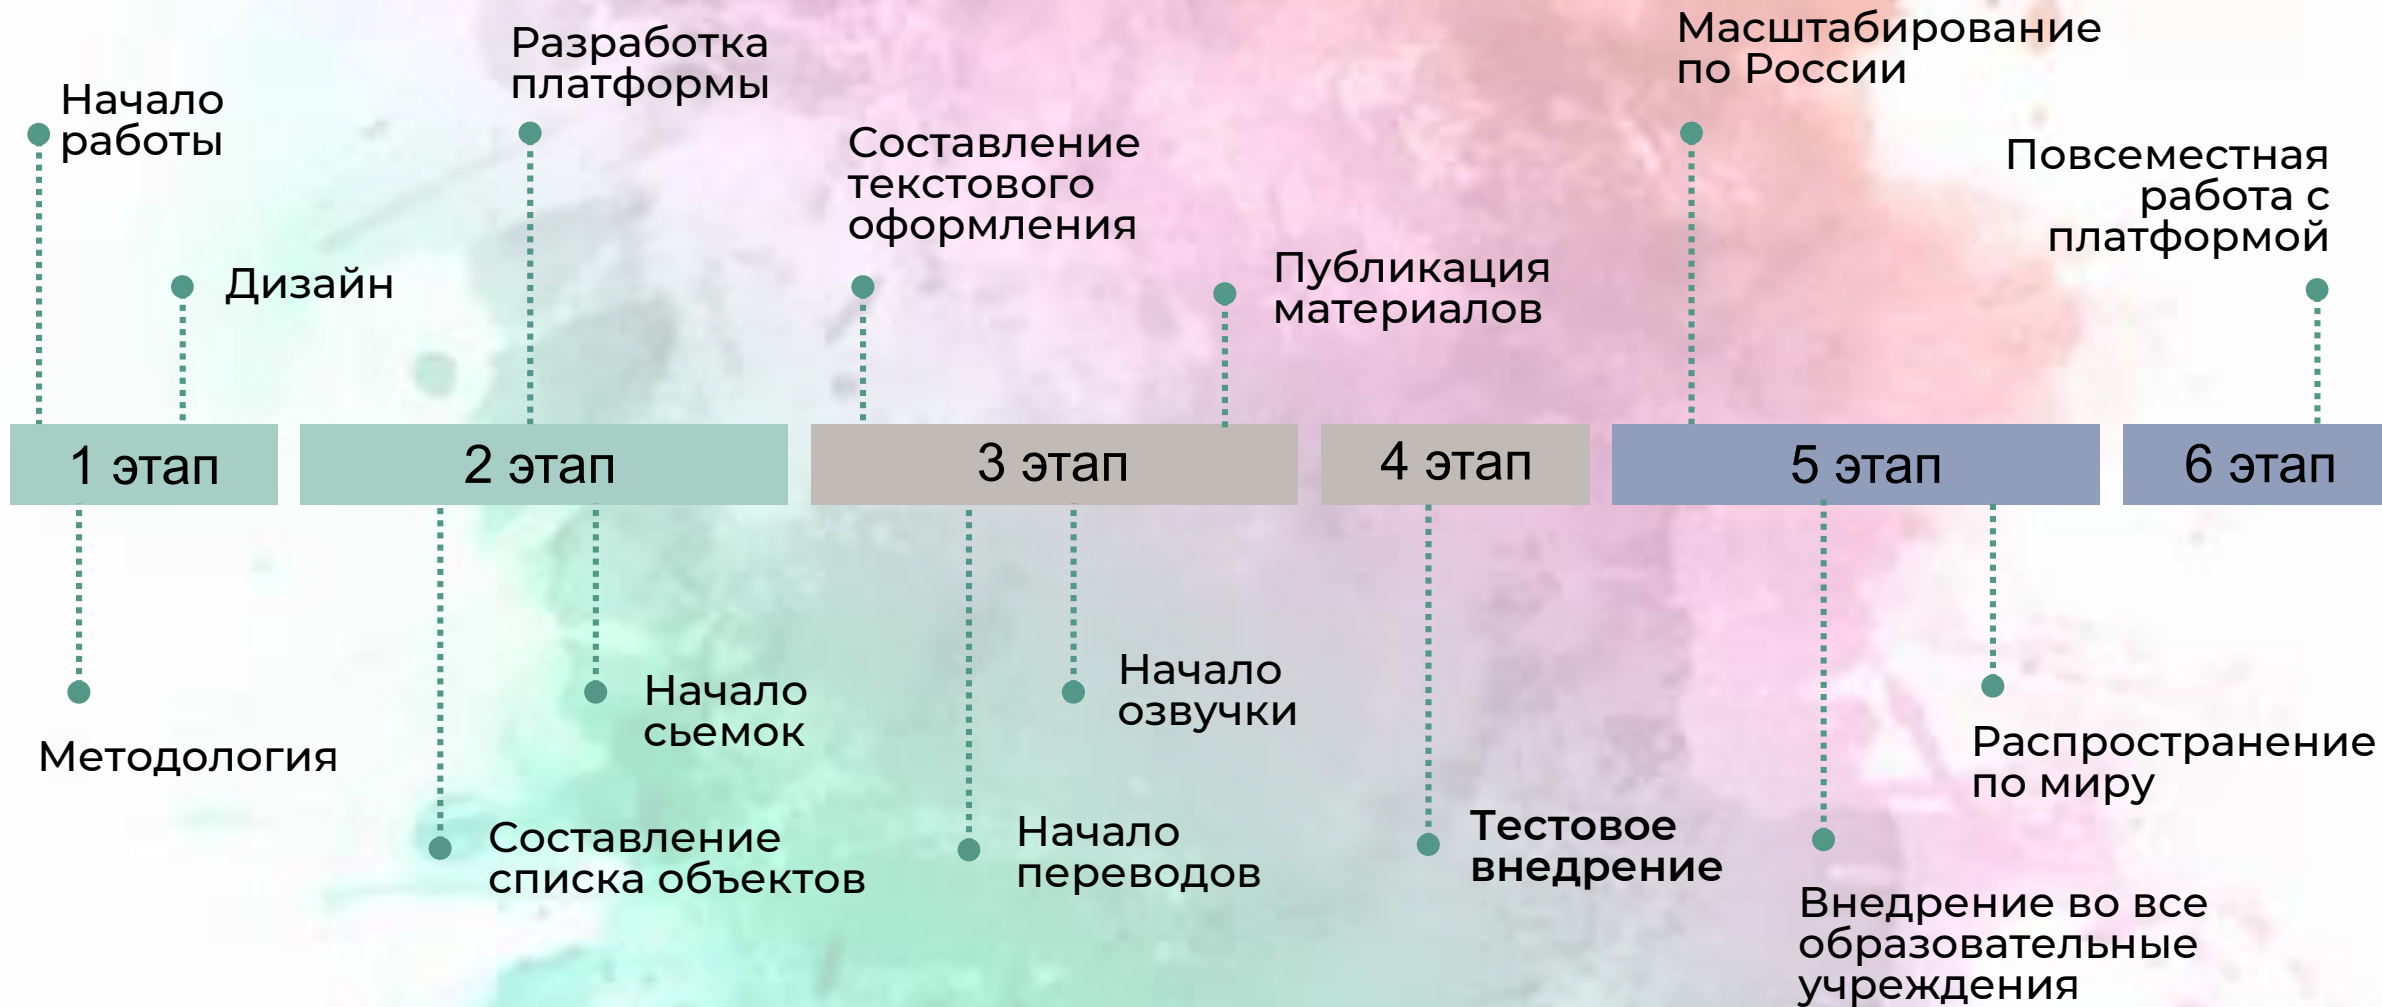 Начало
работы
Дизайн
Разработка
платформы
Составление
текстового
оформления
Публикация
материалов
Масштабирование
по России
Повсеместная
работа с
платформой
1 этап
2 этап
3 этап
4 этап
5 этап
6 этап
Методология
Составление
списка объектов
Начало
сьемок
Начало
переводов
Начало
озвучки
Тестовое
внедрение
Внедрение во все
образовательные
учреждения
Распространение
по миру